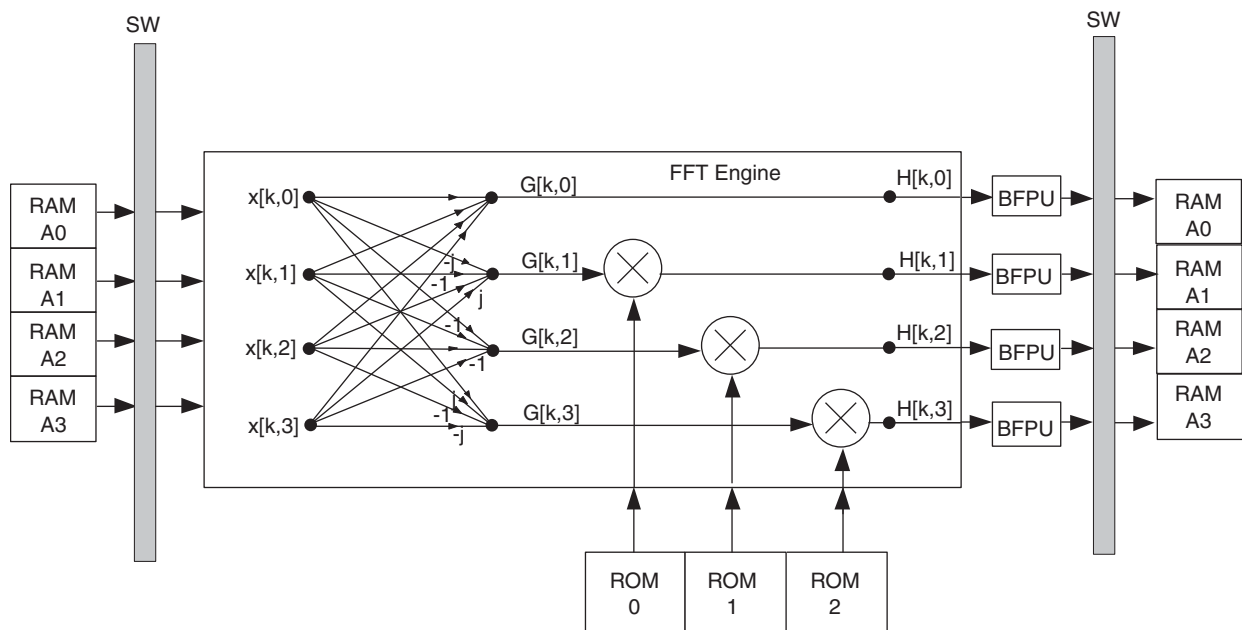 SW
SW
FFT Engine
RAM
A0
RAM
A1
RAM
A2
RAM
A3
x[k,0]
x[k,1]
x[k,2]
x[k,3]
-j
-1
j
-1
-1
j
-1
-j
G[k,0]
G[k,1]
G[k,2]
G[k,3]
H[k,0]
H[k,1]
H[k,2]
H[k,3]
BFPU
BFPU
BFPU
BFPU
RAM
A0
RAM
A1
RAM
A2
RAM
A3
ROM
0
ROM
1
ROM
2